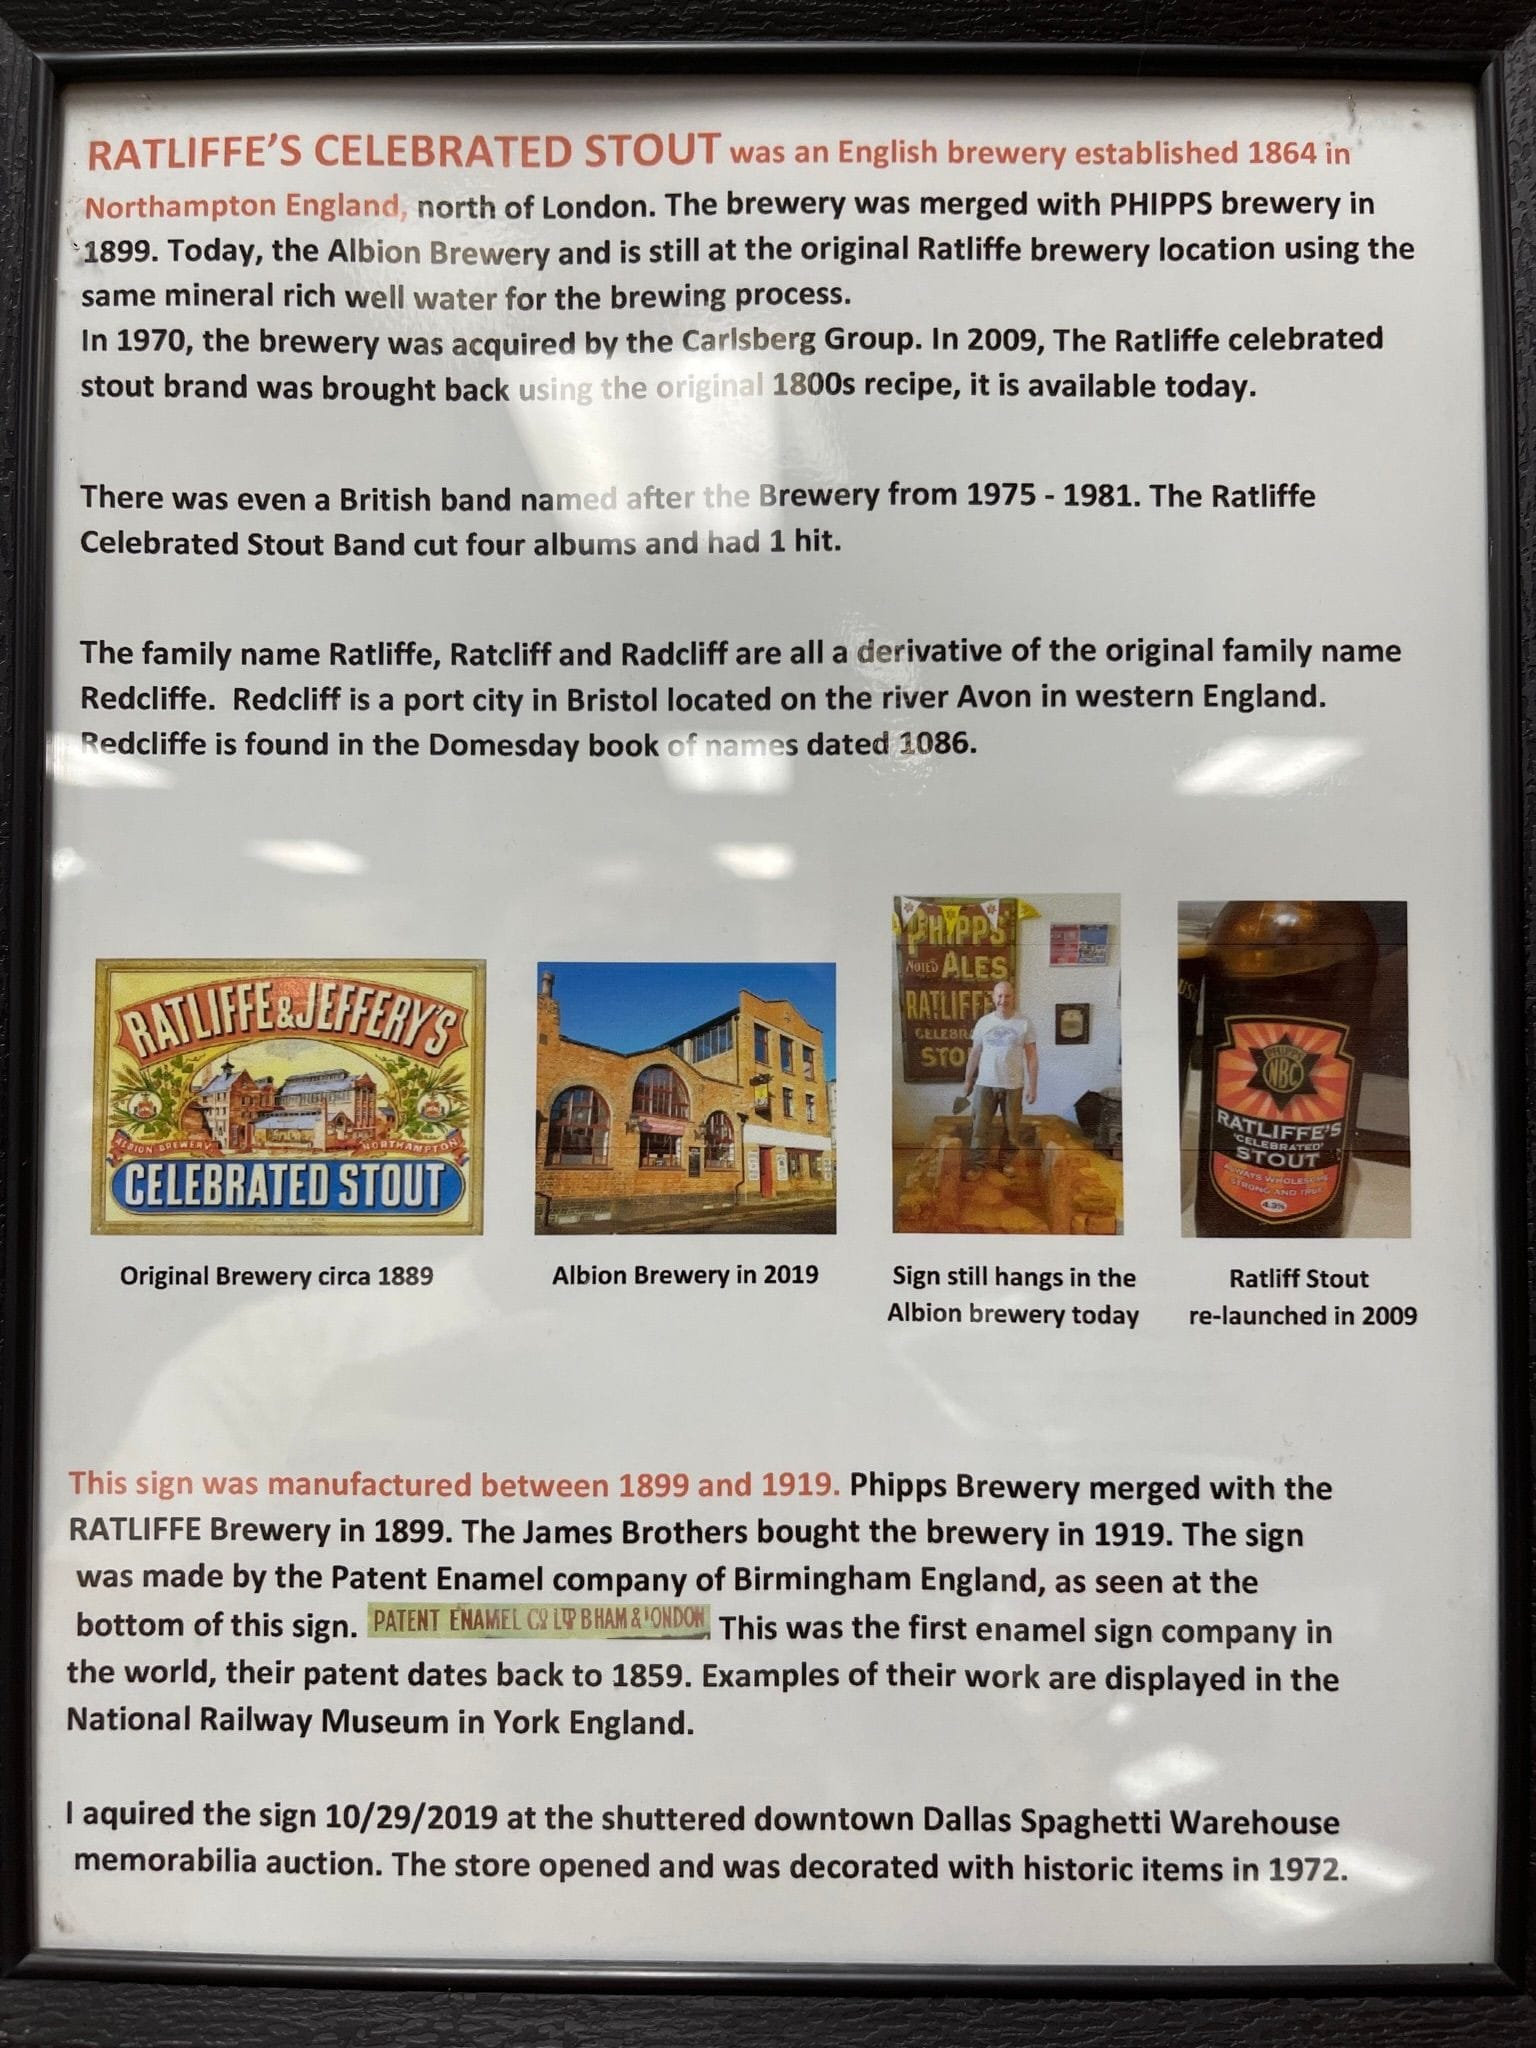 RATLIFFE'S CELEBRATED STOUT was an English brewery established 1864 in
Northampton England, north of London. The brewery was merged with PHIPPS brewery in
1899. Today, the Albion Brewery and is still at the original Ratliffe brewery location using the
same mineral rich well water for the brewing process.
In 1970, the brewery was acquired by the Carlsberg Group. In 2009, The Ratliffe celebrated
stout brand was brought back using the original 1800s recipe, it is available today.
There was even a British band named after the Brewery from 1975 - 1981. The Ratliffe
Celebrated Stout Band cut four albums and had 1 hit.
The family name Ratliffe, Ratcliff and Radcliff are all a derivative of the original family name
Redcliffe. Redcliff is a port city in Bristol located on the river Avon in western England.
Redcliffe is found in the Domesday book of names dated 1086.
RATLIFFE & JEFFERY'S
ALBION BREWERY NORTHAMPTON
CELEBRATED STOUT
PHIPPS
NOTED ALES
RATLIFFE
CELEBR
STO
PHIPPS
NBC
RATLIFFE'S
'CELEBRATED'
STOUT
ALWAYS WHOLESOME
STRONG AND TRUE
4.3%
Original Brewery circa 1889
Albion Brewery in 2019
Sign still hangs in the
Albion brewery today
Ratliff Stout
re-launched in 2009
This sign was manufactured between 1899 and 1919. Phipps Brewery merged with the
RATLIFFE Brewery in 1899. The James Brothers bought the brewery in 1919. The sign
was made by the Patent Enamel company of Birmingham England, as seen at the
bottom of this sign. PATENT ENAMEL CO LTD BHAM & LONDON This was the first enamel sign company in
the world, their patent dates back to 1859. Examples of their work are displayed in the
National Railway Museum in York England.
I aquired the sign 10/29/2019 at the shuttered downtown Dallas Spaghetti Warehouse
memorabilia auction. The store opened and was decorated with historic items in 1972.